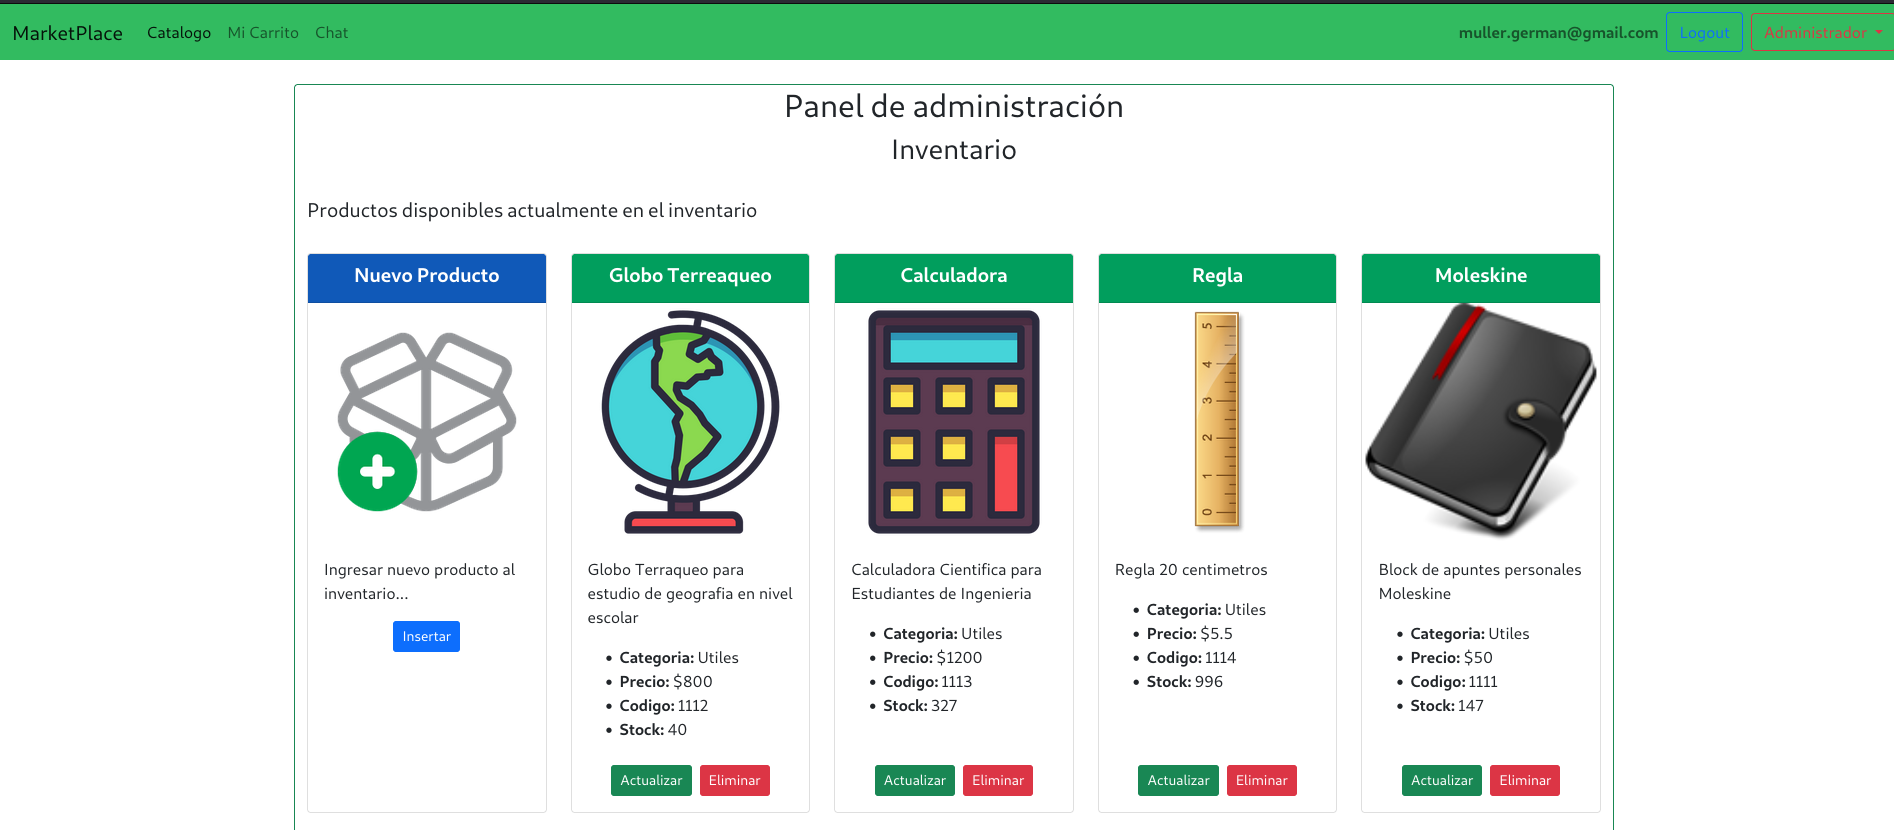 MarketPlace Catalogo Mi Carrito Chat muller.german@gmail.com Logout Administrador
Panel de administración
Inventario
Productos disponibles actualmente en el inventario
Nuevo Producto
Ingresar nuevo producto al
inventario...
Insertar
Globo Terreaqueo
Globo Terraqueo para
estudio de geografia en nivel
escolar
Categoria: Utiles
Precio: $800
Codigo: 1112
Stock: 40
Actualizar Eliminar
Calculadora
Calculadora Cientifica para
Estudiantes de Ingenieria
Categoria: Utiles
Precio: $1200
Codigo: 1113
Stock: 327
Actualizar Eliminar
Regla
5
4
3
2
1
0
Regla 20 centimetros
Categoria: Utiles
Precio: $5.5
Codigo: 1114
Stock: 996
Actualizar Eliminar
Moleskine
Block de apuntes personales
Moleskine
Categoria: Utiles
Precio: $50
Codigo: 1111
Stock: 147
Actualizar Eliminar